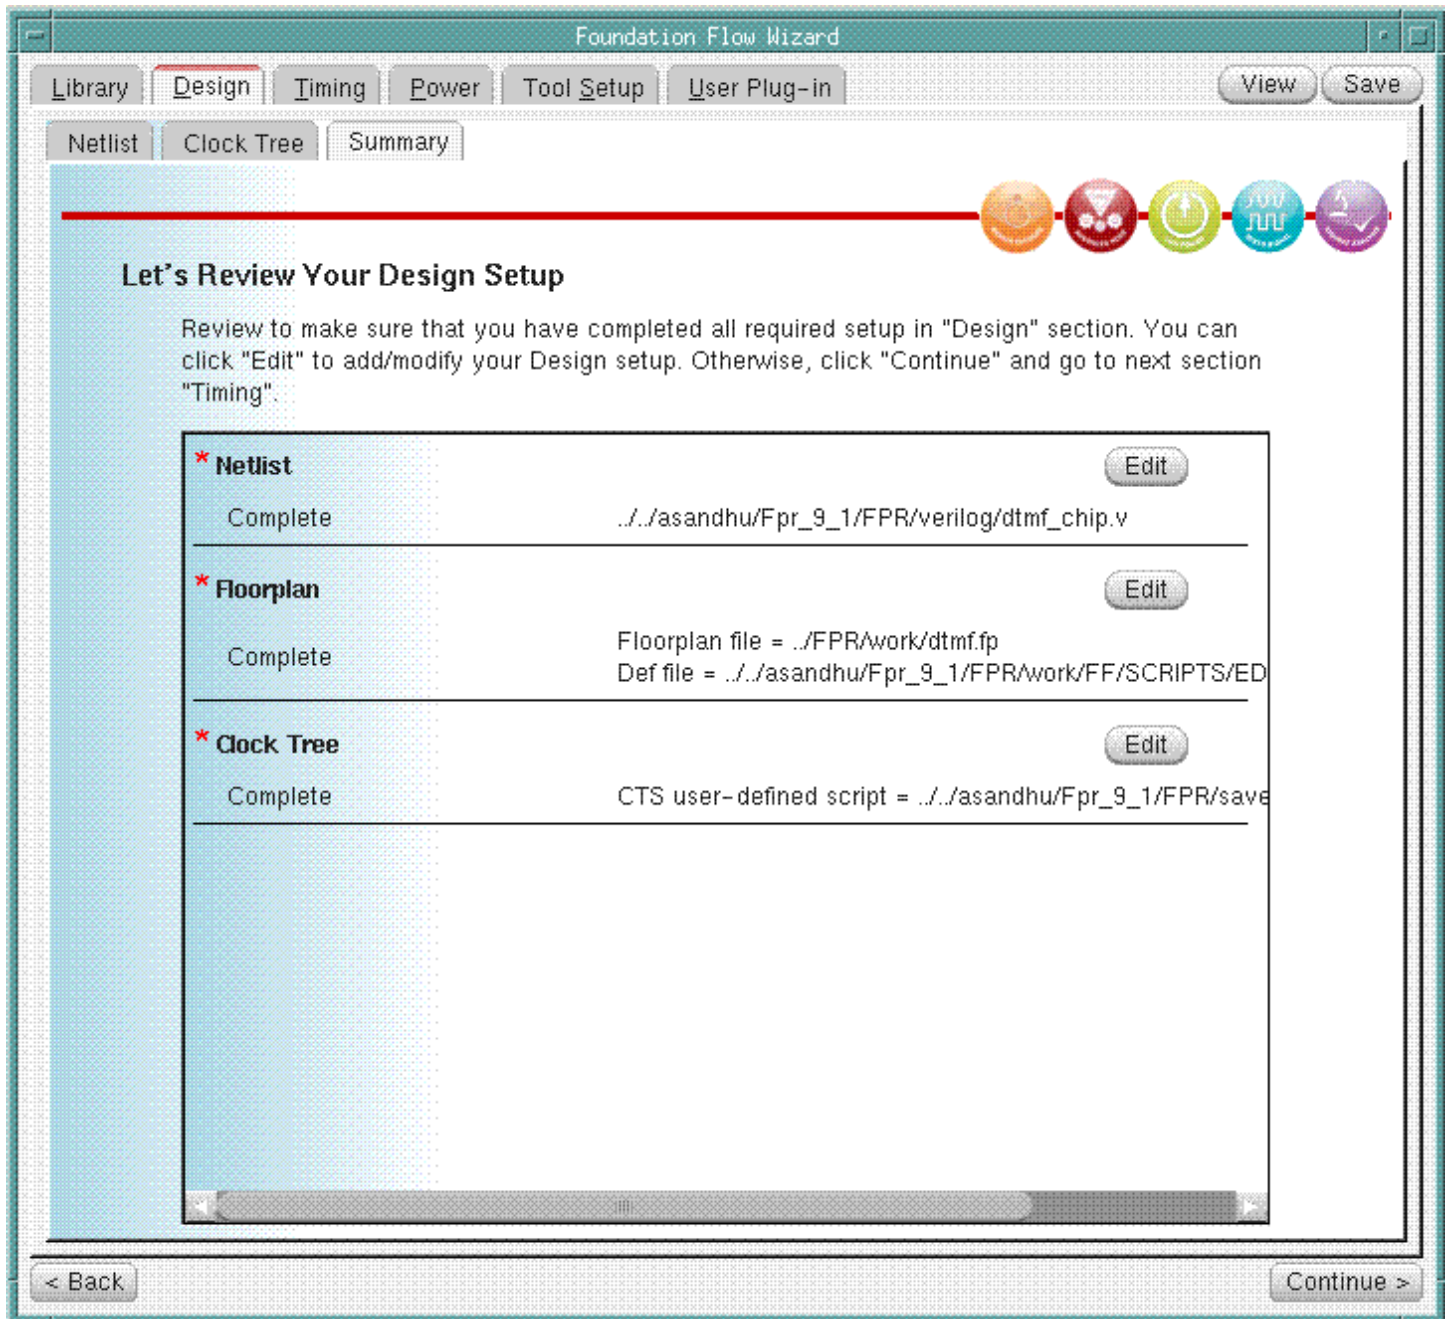 Foundation Flow Wizard
Library Design Timing Power Tool Setup User Plug-in View Save
Netlist Clock Tree Summary
Let's Review Your Design Setup
Review to make sure that you have completed all required setup in "Design" section. You can
click "Edit" to add/modify your Design setup. Otherwise, click "Continue" and go to next section
"Timing".
* Netlist Edit
Complete ../../asandhu/Fpr_9_1/FPR/verilog/dtmf_chip.v
* Floorplan Edit
Floorplan file = ../FPR/work/dtmf.fp
Complete
Def file = ../../asandhu/Fpr_9_1/FPR/work/FF/SCRIPTS/ED
* Clock Tree Edit
Complete CTS user-defined script = ../../asandhu/Fpr_9_1/FPR/save
< Back Continue >